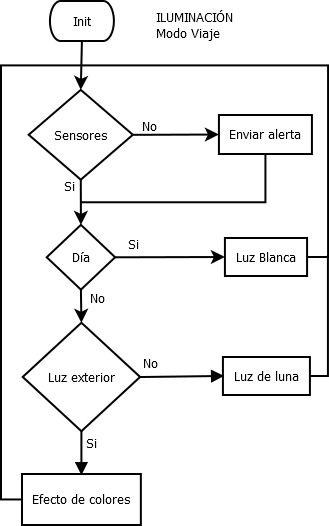 Init
ILUMINACIÓN
Modo Viaje
Sensores
No
Enviar alerta
Si
Día
Si
Luz Blanca
No
Luz exterior
No
Luz de luna
Si
Efecto de colores